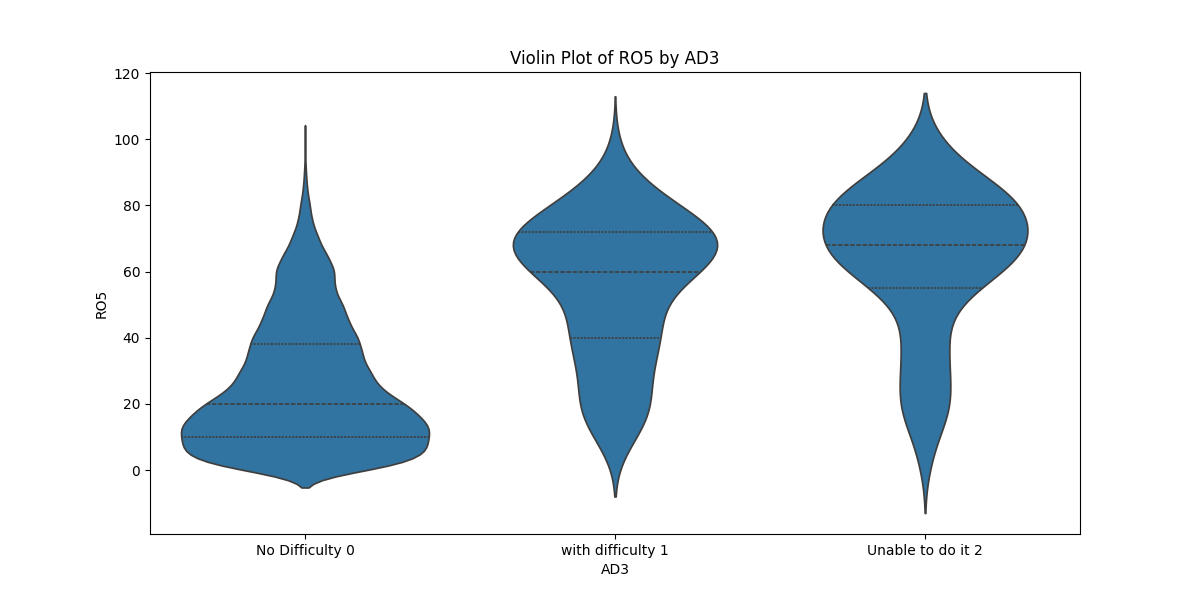 Violin Plot of RO5 by AD3
120
100
80
60
40
20
0
RO5
No Difficulty 0
with difficulty 1
Unable to do it 2
AD3